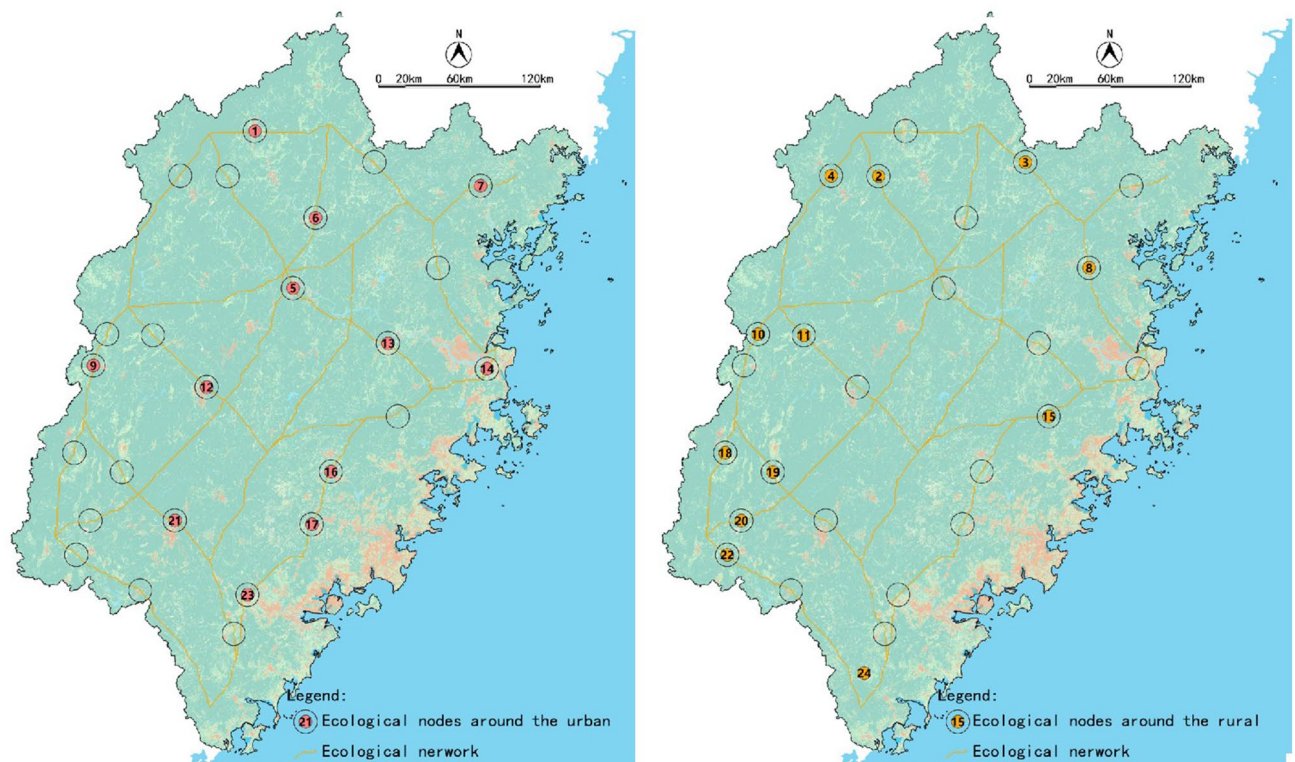 N
0 20km 60km 120km
1
7
6
5
13
14
9
12
16
21
17
23
Legend:
21 Ecological nodes around the urban
Ecological nerwork
N
0 20km 60km 120km
3
4
2
8
10
11
15
18
19
20
22
24
Legend:
15 Ecological nodes around the rural
Ecological nerwork